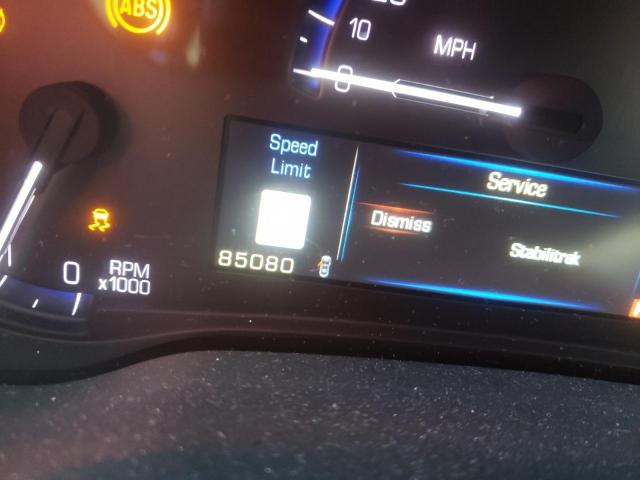 ABS
10
MPH
0
Speed
Limit
Service
Dismiss
Stabilitrak
85080
0
RPM
x1000